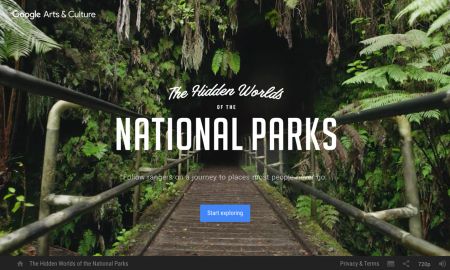 Google Arts & Culture
The Hidden Worlds
OF THE
NATIONAL PARKS
Follow rangers on a journey to places most people never go.
Start exploring
The Hidden Worlds of the National Parks
Privacy & Terms
720p